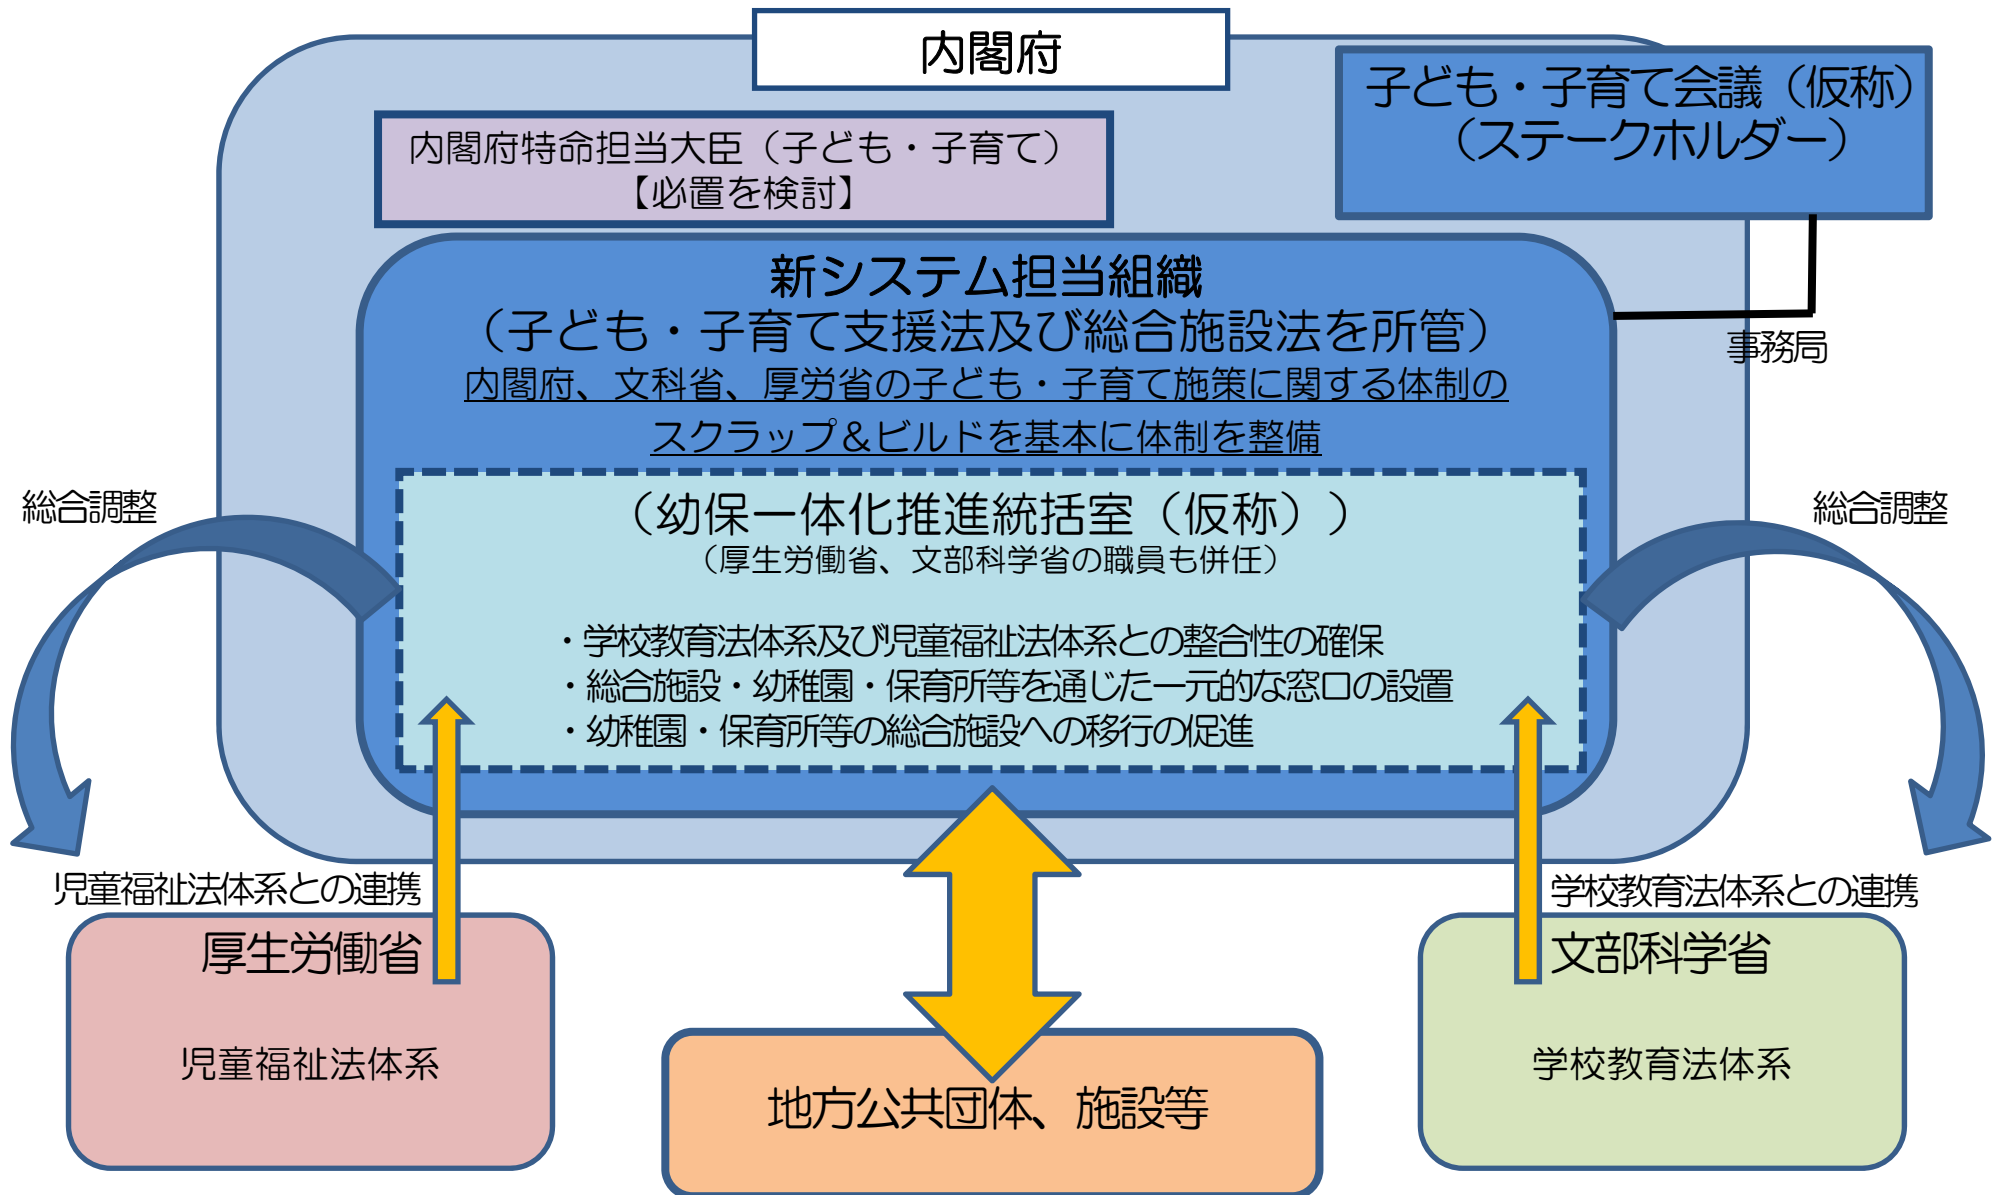 内閣府
子ども・子育て会議（仮称）
（ステークホルダー）
内閣府特命担当大臣（子ども・子育て）
【必置を検討】
新システム担当組織
（子ども・子育て支援法及び総合施設法を所管）
内閣府、文科省、厚労省の子ども・子育て施策に関する体制の
スクラップ＆ビルドを基本に体制を整備
事務局
（幼保一体化推進統括室（仮称））
（厚生労働省、文部科学省の職員も併任）
・学校教育法体系及び児童福祉法体系との整合性の確保
・総合施設・幼稚園・保育所等を通じた一元的な窓口の設置
・幼稚園・保育所等の総合施設への移行の促進
総合調整
総合調整
児童福祉法体系との連携
学校教育法体系との連携
厚生労働省
児童福祉法体系
文部科学省
学校教育法体系
地方公共団体、施設等